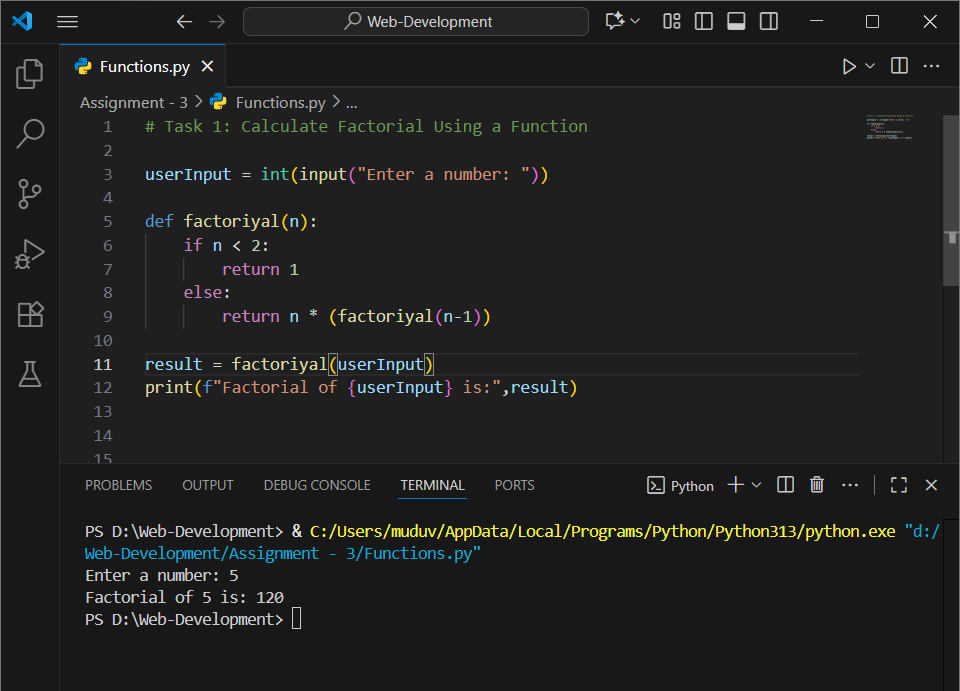 Web-Development
Functions.py
Assignment - 3 > Functions.py > ...
1 # Task 1: Calculate Factorial Using a Function
2
3 userInput = int(input("Enter a number: "))
4
5 def factoriyal(n):
6     if n < 2:
7         return 1
8     else:
9         return n * (factoriyal(n-1))
10
11 result = factoriyal(userInput)
12 print(f"Factorial of {userInput} is:",result)
13
14
15
PROBLEMS OUTPUT DEBUG CONSOLE TERMINAL PORTS Python
PS D:\Web-Development> & C:/Users/muduv/AppData/Local/Programs/Python/Python313/python.exe "d:/
Web-Development/Assignment - 3/Functions.py"
Enter a number: 5
Factorial of 5 is: 120
PS D:\Web-Development>